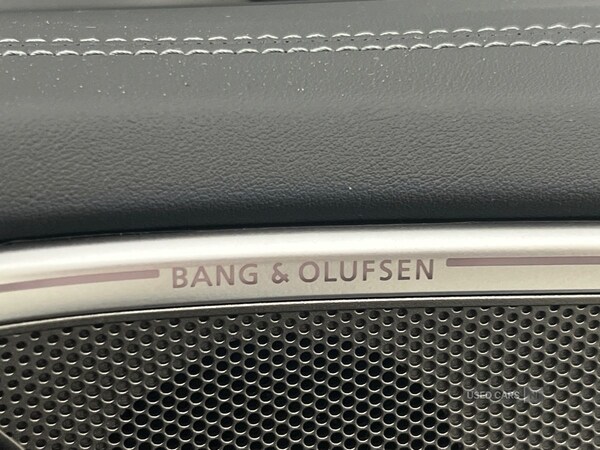 BANG & OLUFSEN
USED CARS